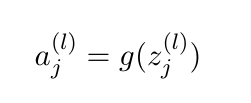 a_j^{(l)} = g(z_j^{(l)})